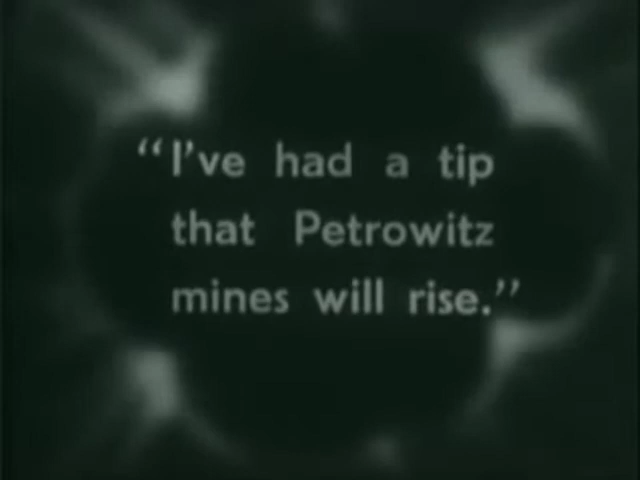 “I've had a tip
that Petrowitz
mines will rise.”